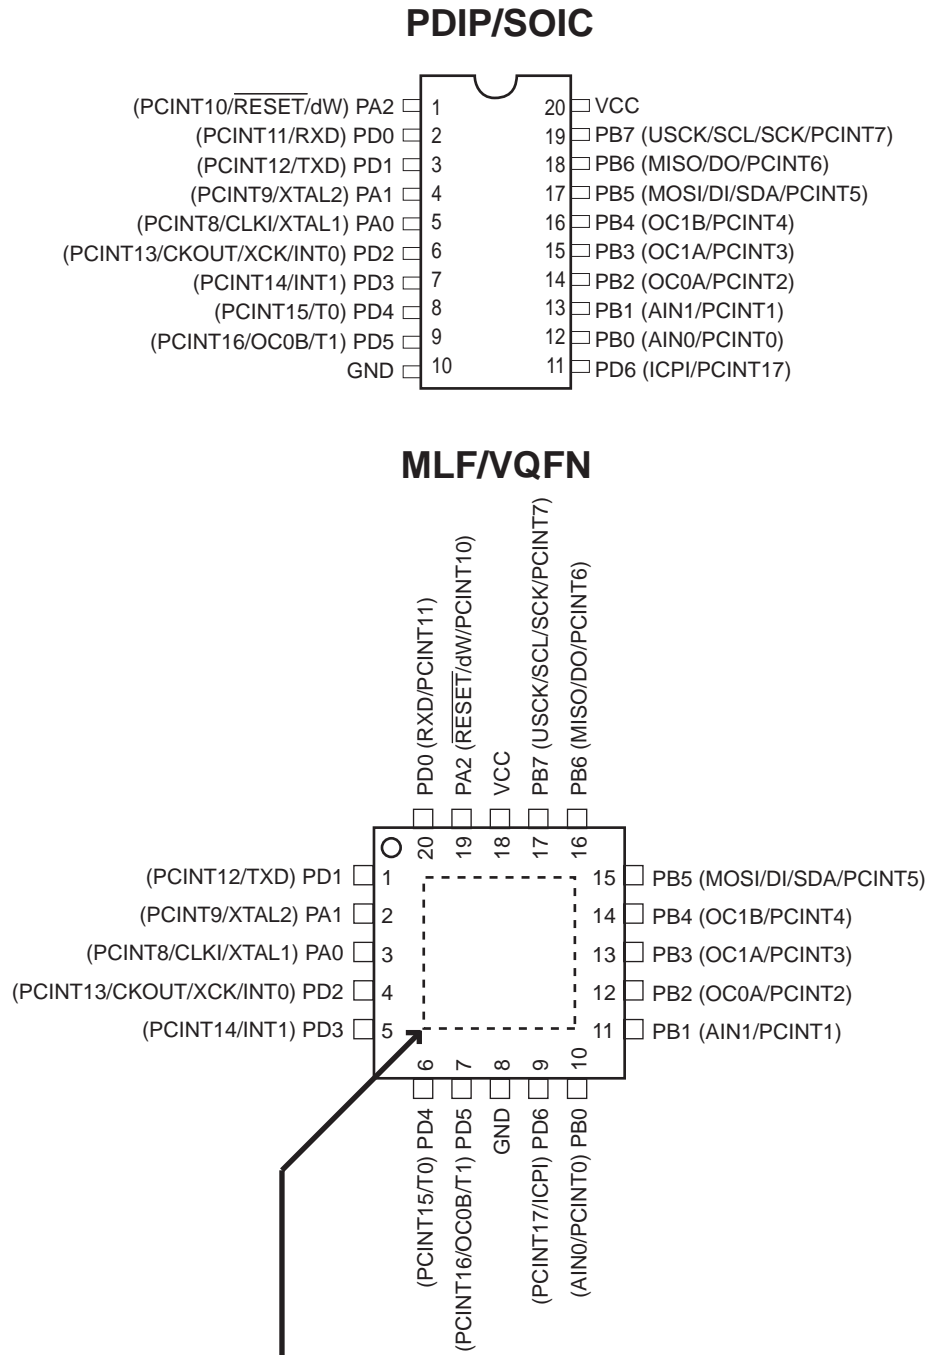 PDIP/SOIC
(PCINT10/RESET/dW) PA2 1 20 VCC
(PCINT11/RXD) PD0 2 19 PB7 (USCK/SCL/SCK/PCINT7)
(PCINT12/TXD) PD1 3 18 PB6 (MISO/DO/PCINT6)
(PCINT9/XTAL2) PA1 4 17 PB5 (MOSI/DI/SDA/PCINT5)
(PCINT8/CLKI/XTAL1) PA0 5 16 PB4 (OC1B/PCINT4)
(PCINT13/CKOUT/XCK/INT0) PD2 6 15 PB3 (OC1A/PCINT3)
(PCINT14/INT1) PD3 7 14 PB2 (OC0A/PCINT2)
(PCINT15/T0) PD4 8 13 PB1 (AIN1/PCINT1)
(PCINT16/OC0B/T1) PD5 9 12 PB0 (AIN0/PCINT0)
GND 10 11 PD6 (ICPI/PCINT17)
MLF/VQFN
PD0 (RXD/PCINT11)
PA2 (RESET/dW/PCINT10)
VCC
PB7 (USCK/SCL/SCK/PCINT7)
PB6 (MISO/DO/PCINT6)
20 19 18 17 16
(PCINT12/TXD) PD1 1 15 PB5 (MOSI/DI/SDA/PCINT5)
(PCINT9/XTAL2) PA1 2 14 PB4 (OC1B/PCINT4)
(PCINT8/CLKI/XTAL1) PA0 3 13 PB3 (OC1A/PCINT3)
(PCINT13/CKOUT/XCK/INT0) PD2 4 12 PB2 (OC0A/PCINT2)
(PCINT14/INT1) PD3 5 11 PB1 (AIN1/PCINT1)
6 7 8 9 10
(PCINT15/T0) PD4
(PCINT16/OC0B/T1) PD5
GND
(PCINT17/ICPI) PD6
(AIN0/PCINT0) PB0